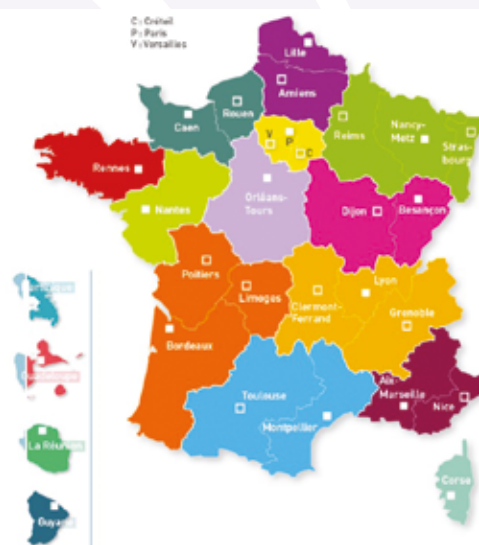 C : Créteil
P : Paris
V : Versailles
Lille
Amiens
Rouen
Caen
V
P
C
Reims
Nancy-
Metz
Stras-
bourg
Rennes
Nantes
Orléans-
Tours
Dijon
Besançon
Poitiers
Limoges
Clermont-
Ferrand
Lyon
Grenoble
Bordeaux
Toulouse
Montpellier
Aix-
Marseille
Nice
Corse
La Réunion
Guyane